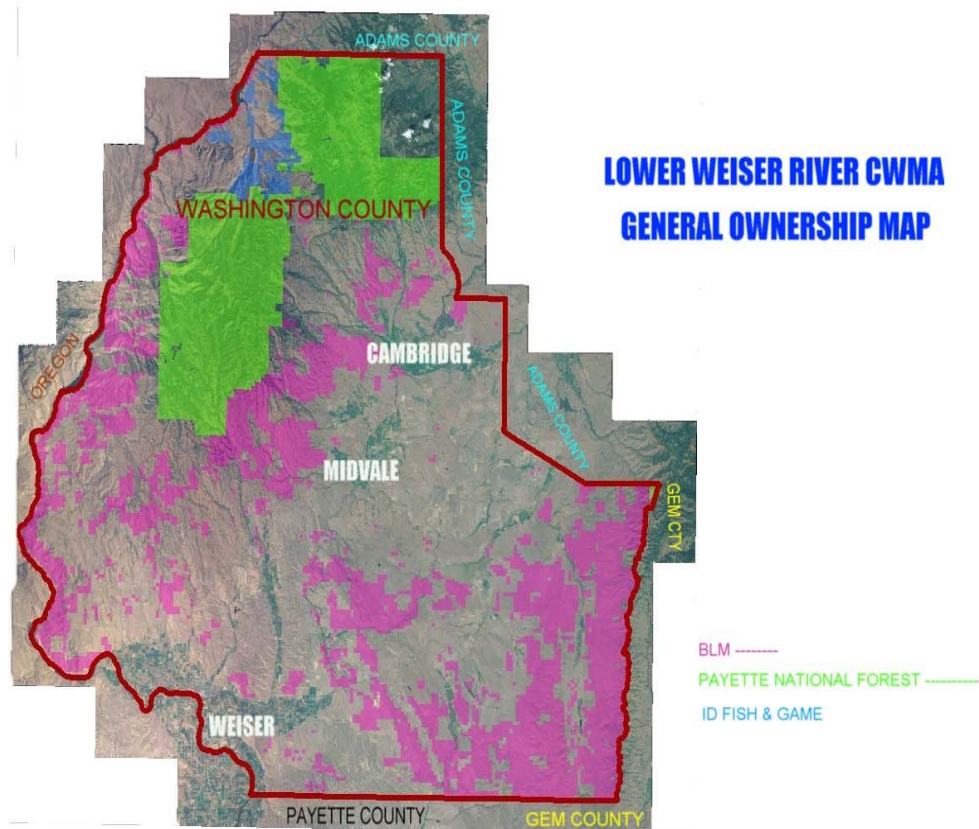 ADAMS COUNTY
ADAMS COUNTY
LOWER WEISER RIVER CWMA
GENERAL OWNERSHIP MAP
WASHINGTON COUNTY
OREGON
CAMBRIDGE
ADAMS COUNTY
MIDVALE
GEM CTY
BLM --------
PAYETTE NATIONAL FOREST ----------
ID FISH & GAME
WEISER
PAYETTE COUNTY
GEM COUNTY